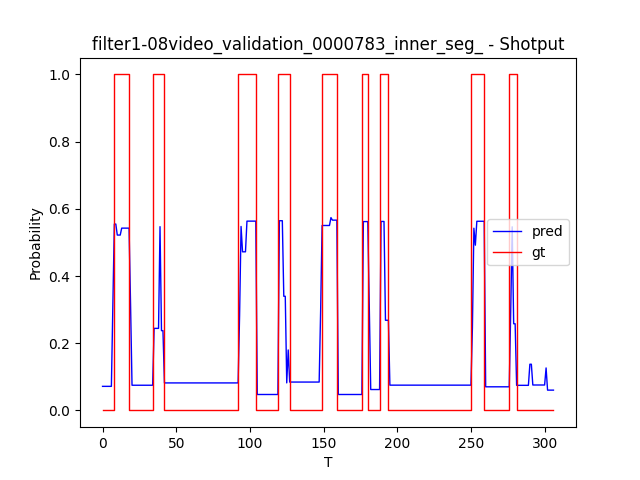 filter1-08video_validation_0000783_inner_seg_ - Shotput
1.0
0.8
0.6
0.4
0.2
0.0
Probability
pred
gt
0 50 100 150 200 250 300
T